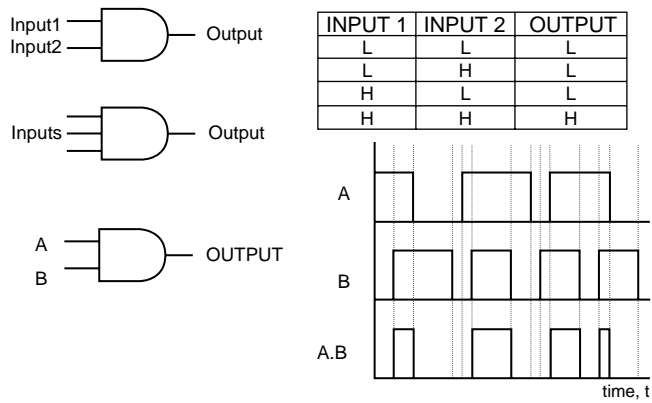 Input1
Input2
Output
Inputs
Output
A
B
OUTPUT
INPUT 1 INPUT 2 OUTPUT
L L L
L H L
H L L
H H H
A
B
A.B
time, t